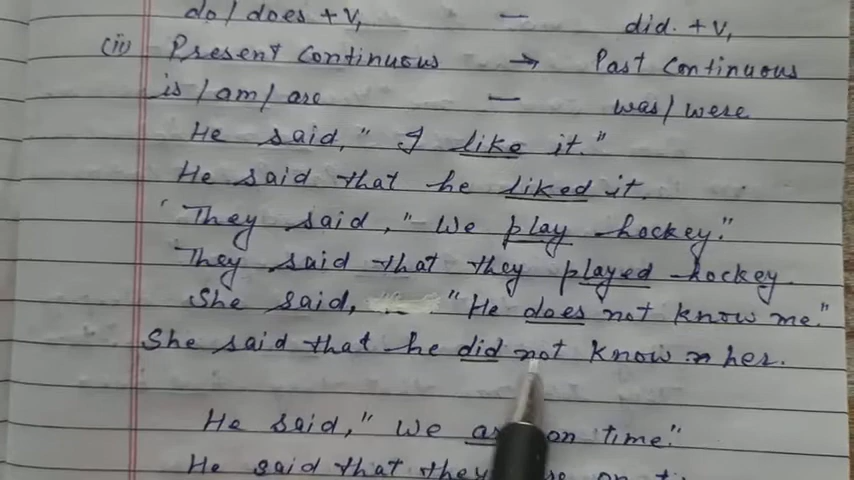 do/does + V₁ — did. + V₁
(ii) Present Continuous → Past Continuous
is/am/are — was/were
He said, "I like it."
He said that he liked it.
They said, "We play hockey."
They said that they played hockey.
She said, "He does not know me."
She said that he did not know her.
He said, "We on time."
He said that they on